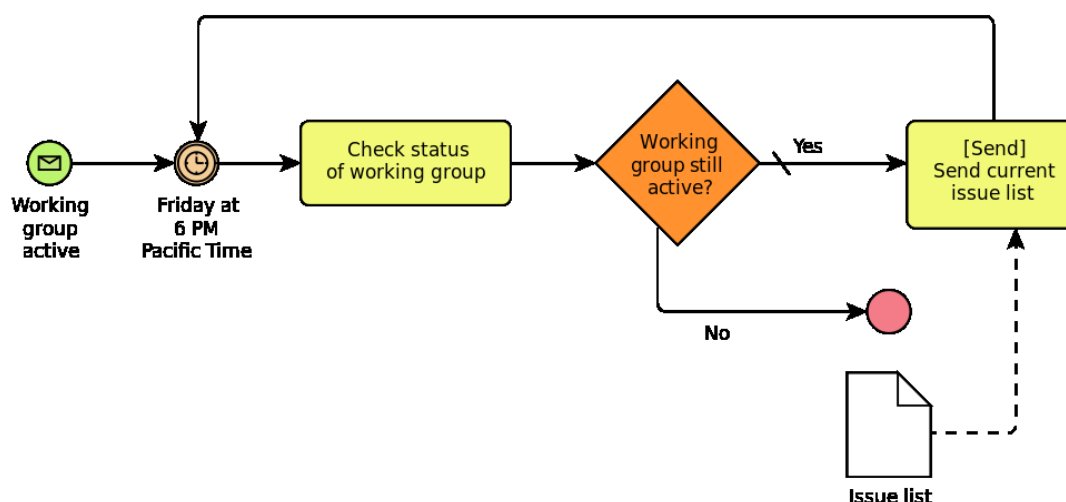 Working
group
active
Friday at
6 PM
Pacific Time
Check status
of working group
Working
group still
active?
Yes
[Send]
Send current
issue list
No
Issue list